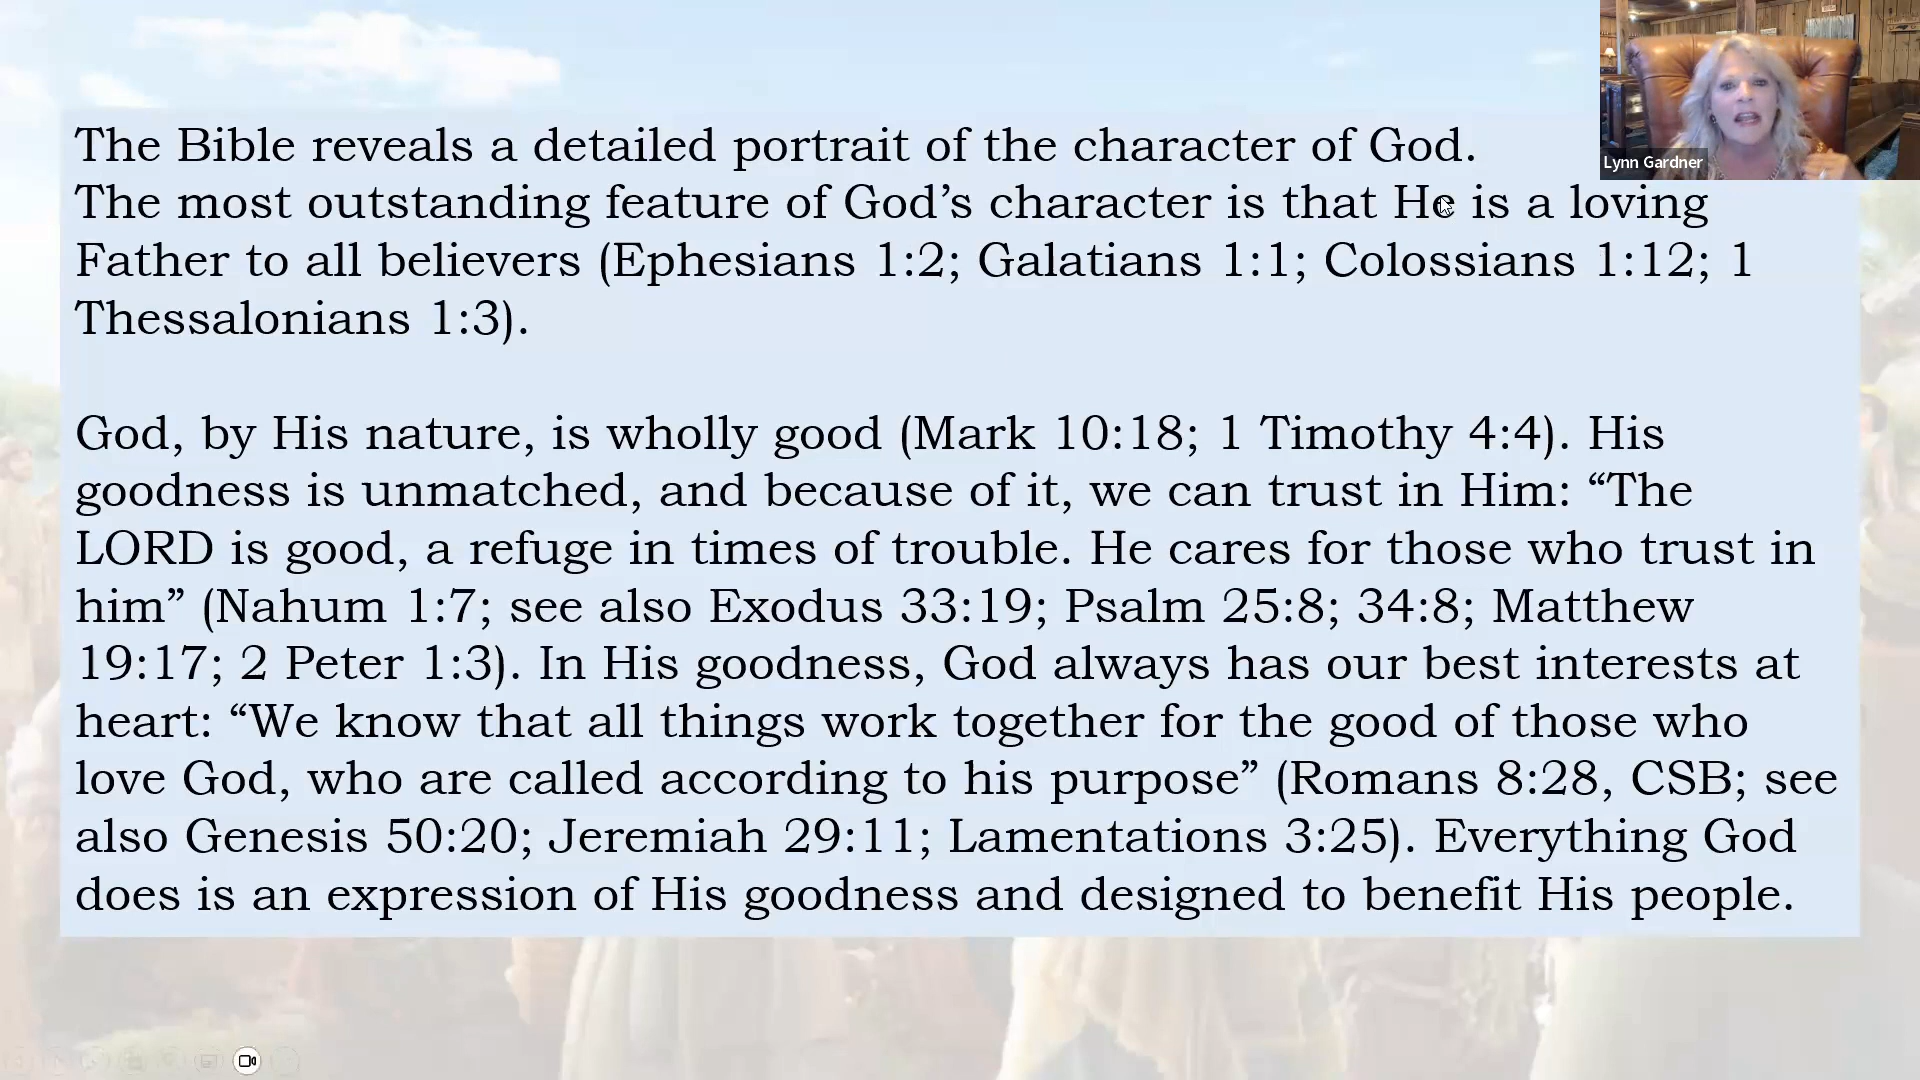 The Bible reveals a detailed portrait of the character of God.
The most outstanding feature of God’s character is that He is a loving
Father to all believers (Ephesians 1:2; Galatians 1:1; Colossians 1:12; 1
Thessalonians 1:3).
God, by His nature, is wholly good (Mark 10:18; 1 Timothy 4:4). His
goodness is unmatched, and because of it, we can trust in Him: “The
LORD is good, a refuge in times of trouble. He cares for those who trust in
him” (Nahum 1:7; see also Exodus 33:19; Psalm 25:8; 34:8; Matthew
19:17; 2 Peter 1:3). In His goodness, God always has our best interests at
heart: “We know that all things work together for the good of those who
love God, who are called according to his purpose” (Romans 8:28, CSB; see
also Genesis 50:20; Jeremiah 29:11; Lamentations 3:25). Everything God
does is an expression of His goodness and designed to benefit His people.
Lynn Gardner